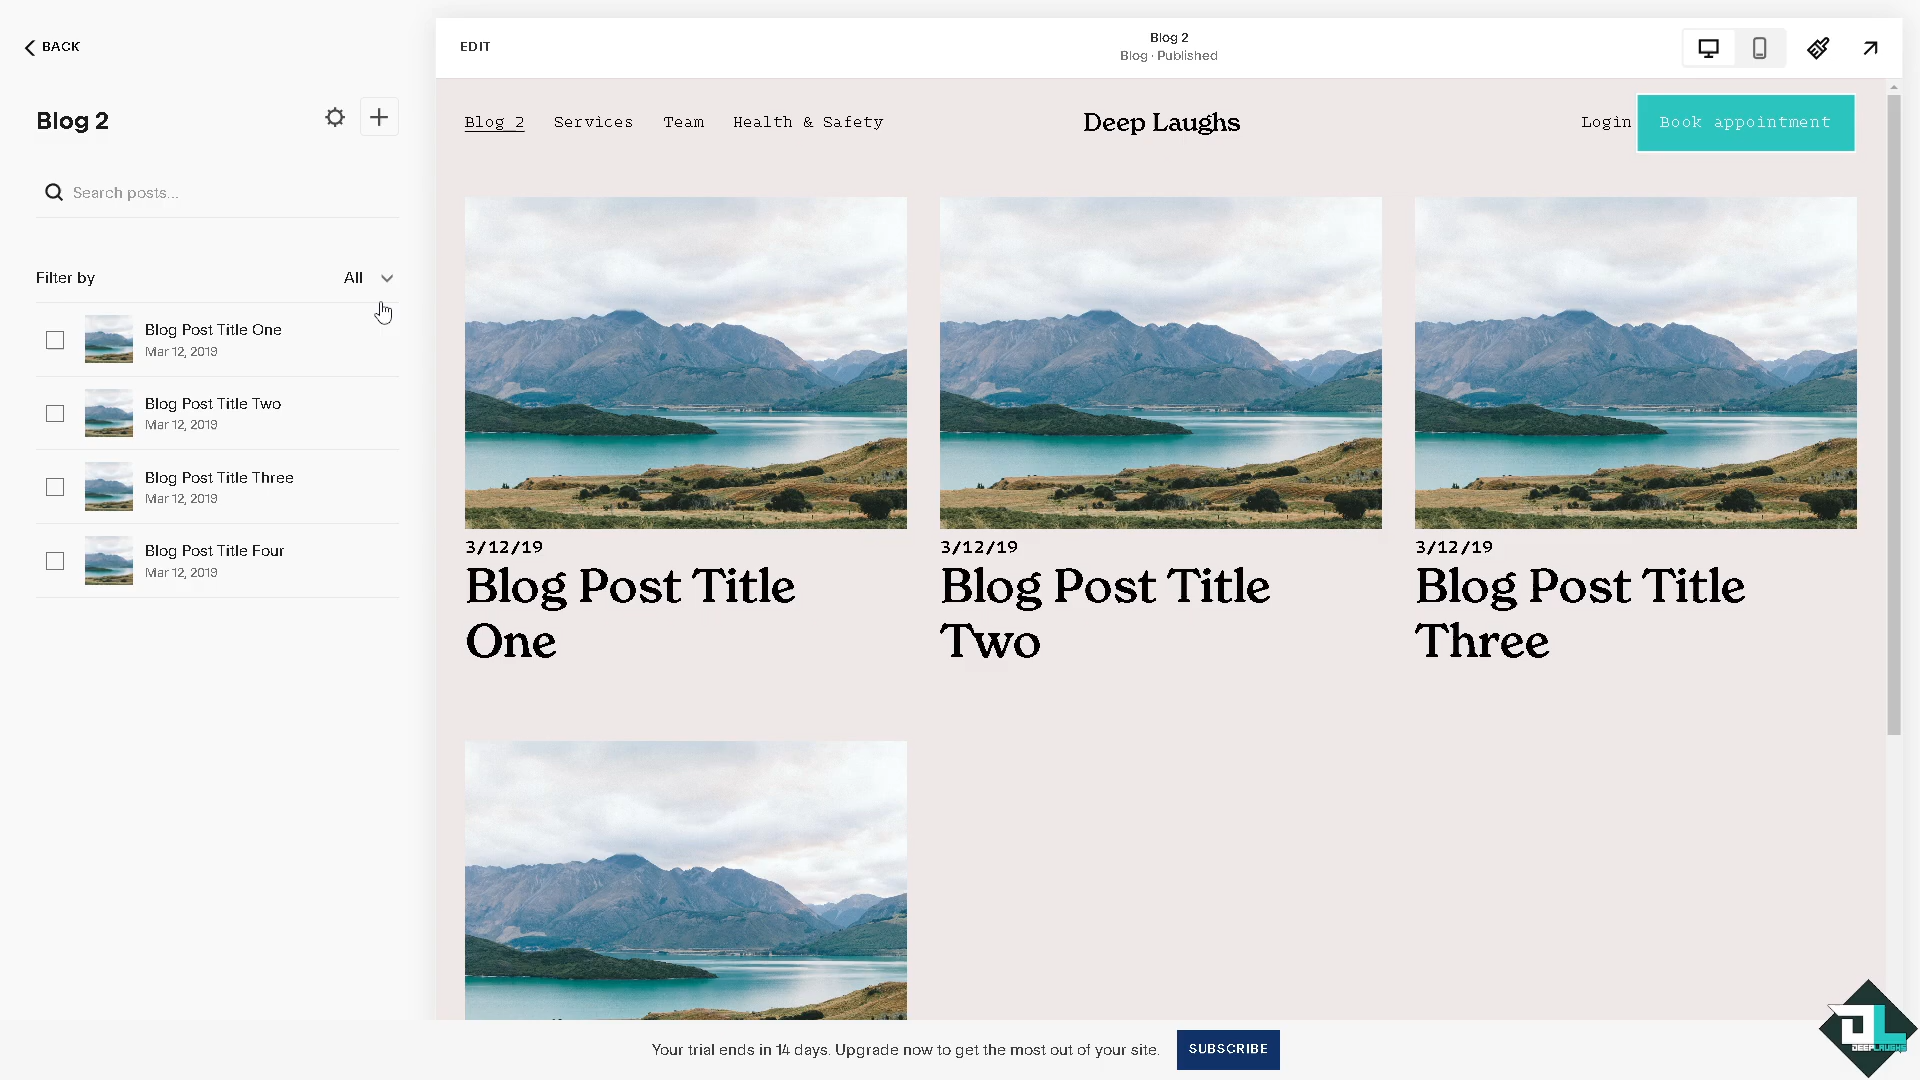 BACK
Blog 2
Search posts...
Filter by
All
Blog Post Title One
Mar 12, 2019
Blog Post Title Two
Mar 12, 2019
Blog Post Title Three
Mar 12, 2019
Blog Post Title Four
Mar 12, 2019
EDIT
Blog 2
Blog · Published
Blog 2 Services Team Health & Safety
Deep Laughs
Login
Book appointment
3/12/19
Blog Post Title
One
3/12/19
Blog Post Title
Two
3/12/19
Blog Post Title
Three
Your trial ends in 14 days. Upgrade now to get the most out of your site.
SUBSCRIBE
DL
DEEPLAUGHS